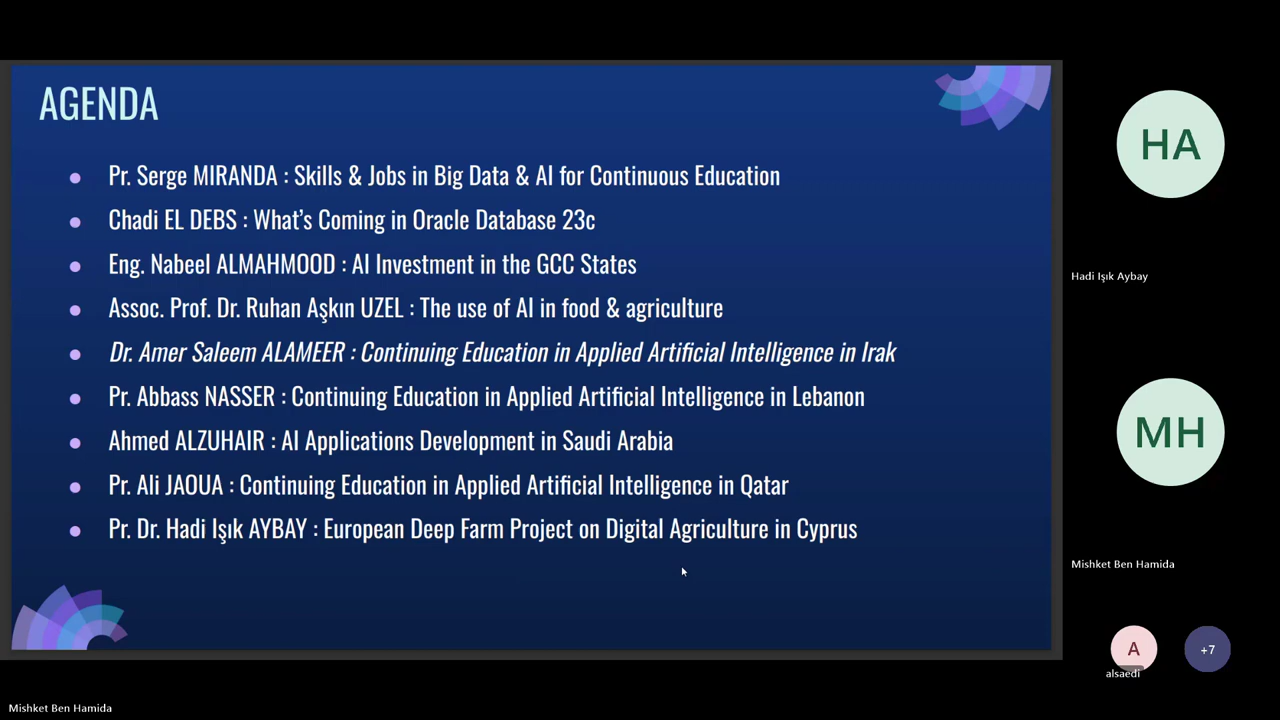 AGENDA
Pr. Serge MIRANDA : Skills & Jobs in Big Data & AI for Continuous Education
Chadi EL DEBS : What's Coming in Oracle Database 23c
Eng. Nabeel ALMAHMOOD : AI Investment in the GCC States
Assoc. Prof. Dr. Ruhan Aşkın UZEL : The use of AI in food & agriculture
Dr. Amer Saleem ALAMEER : Continuing Education in Applied Artificial Intelligence in Irak
Pr. Abbass NASSER : Continuing Education in Applied Artificial Intelligence in Lebanon
Ahmed ALZUHAIR : AI Applications Development in Saudi Arabia
Pr. Ali JAOUA : Continuing Education in Applied Artificial Intelligence in Qatar
Pr. Dr. Hadi Işık AYBAY : European Deep Farm Project on Digital Agriculture in Cyprus
HA
Hadi Işık Aybay
MH
Mishket Ben Hamida
A
+7
alsaedi
Mishket Ben Hamida